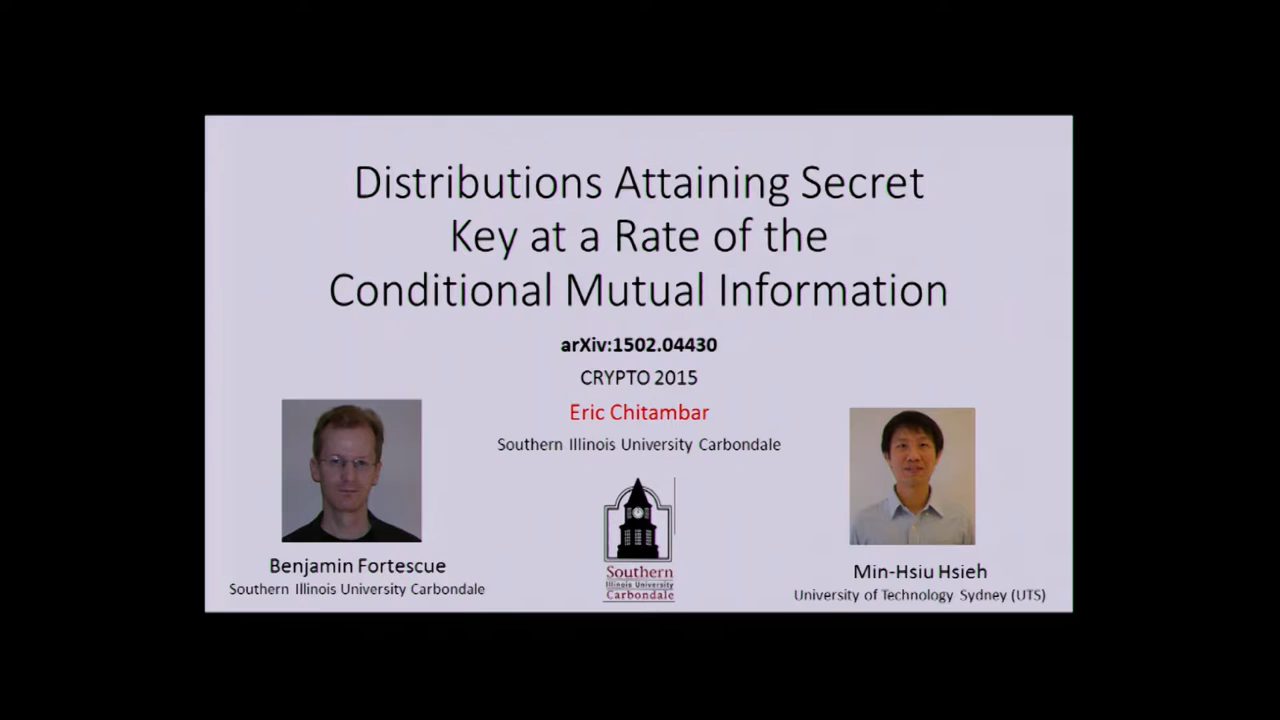 Distributions Attaining Secret
Key at a Rate of the
Conditional Mutual Information
arXiv:1502.04430
CRYPTO 2015
Eric Chitambar
Southern Illinois University Carbondale
Benjamin Fortescue
Southern Illinois University Carbondale
Southern
Illinois University
Carbondale
Min-Hsiu Hsieh
University of Technology Sydney (UTS)